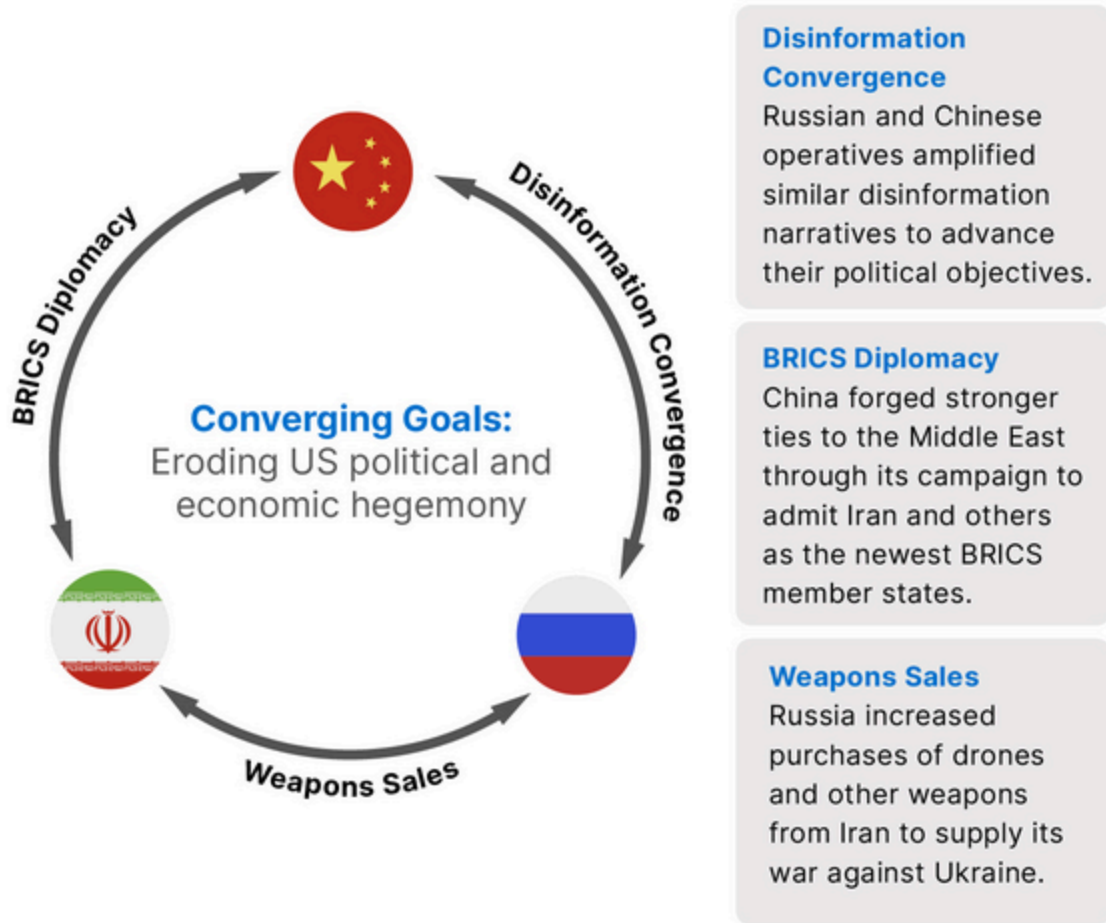 BRICS Diplomacy
Disinformation Convergence
Converging Goals:
Eroding US political and
economic hegemony
Weapons Sales
Disinformation
Convergence
Russian and Chinese
operatives amplified
similar disinformation
narratives to advance
their political objectives.
BRICS Diplomacy
China forged stronger
ties to the Middle East
through its campaign to
admit Iran and others
as the newest BRICS
member states.
Weapons Sales
Russia increased
purchases of drones
and other weapons
from Iran to supply its
war against Ukraine.